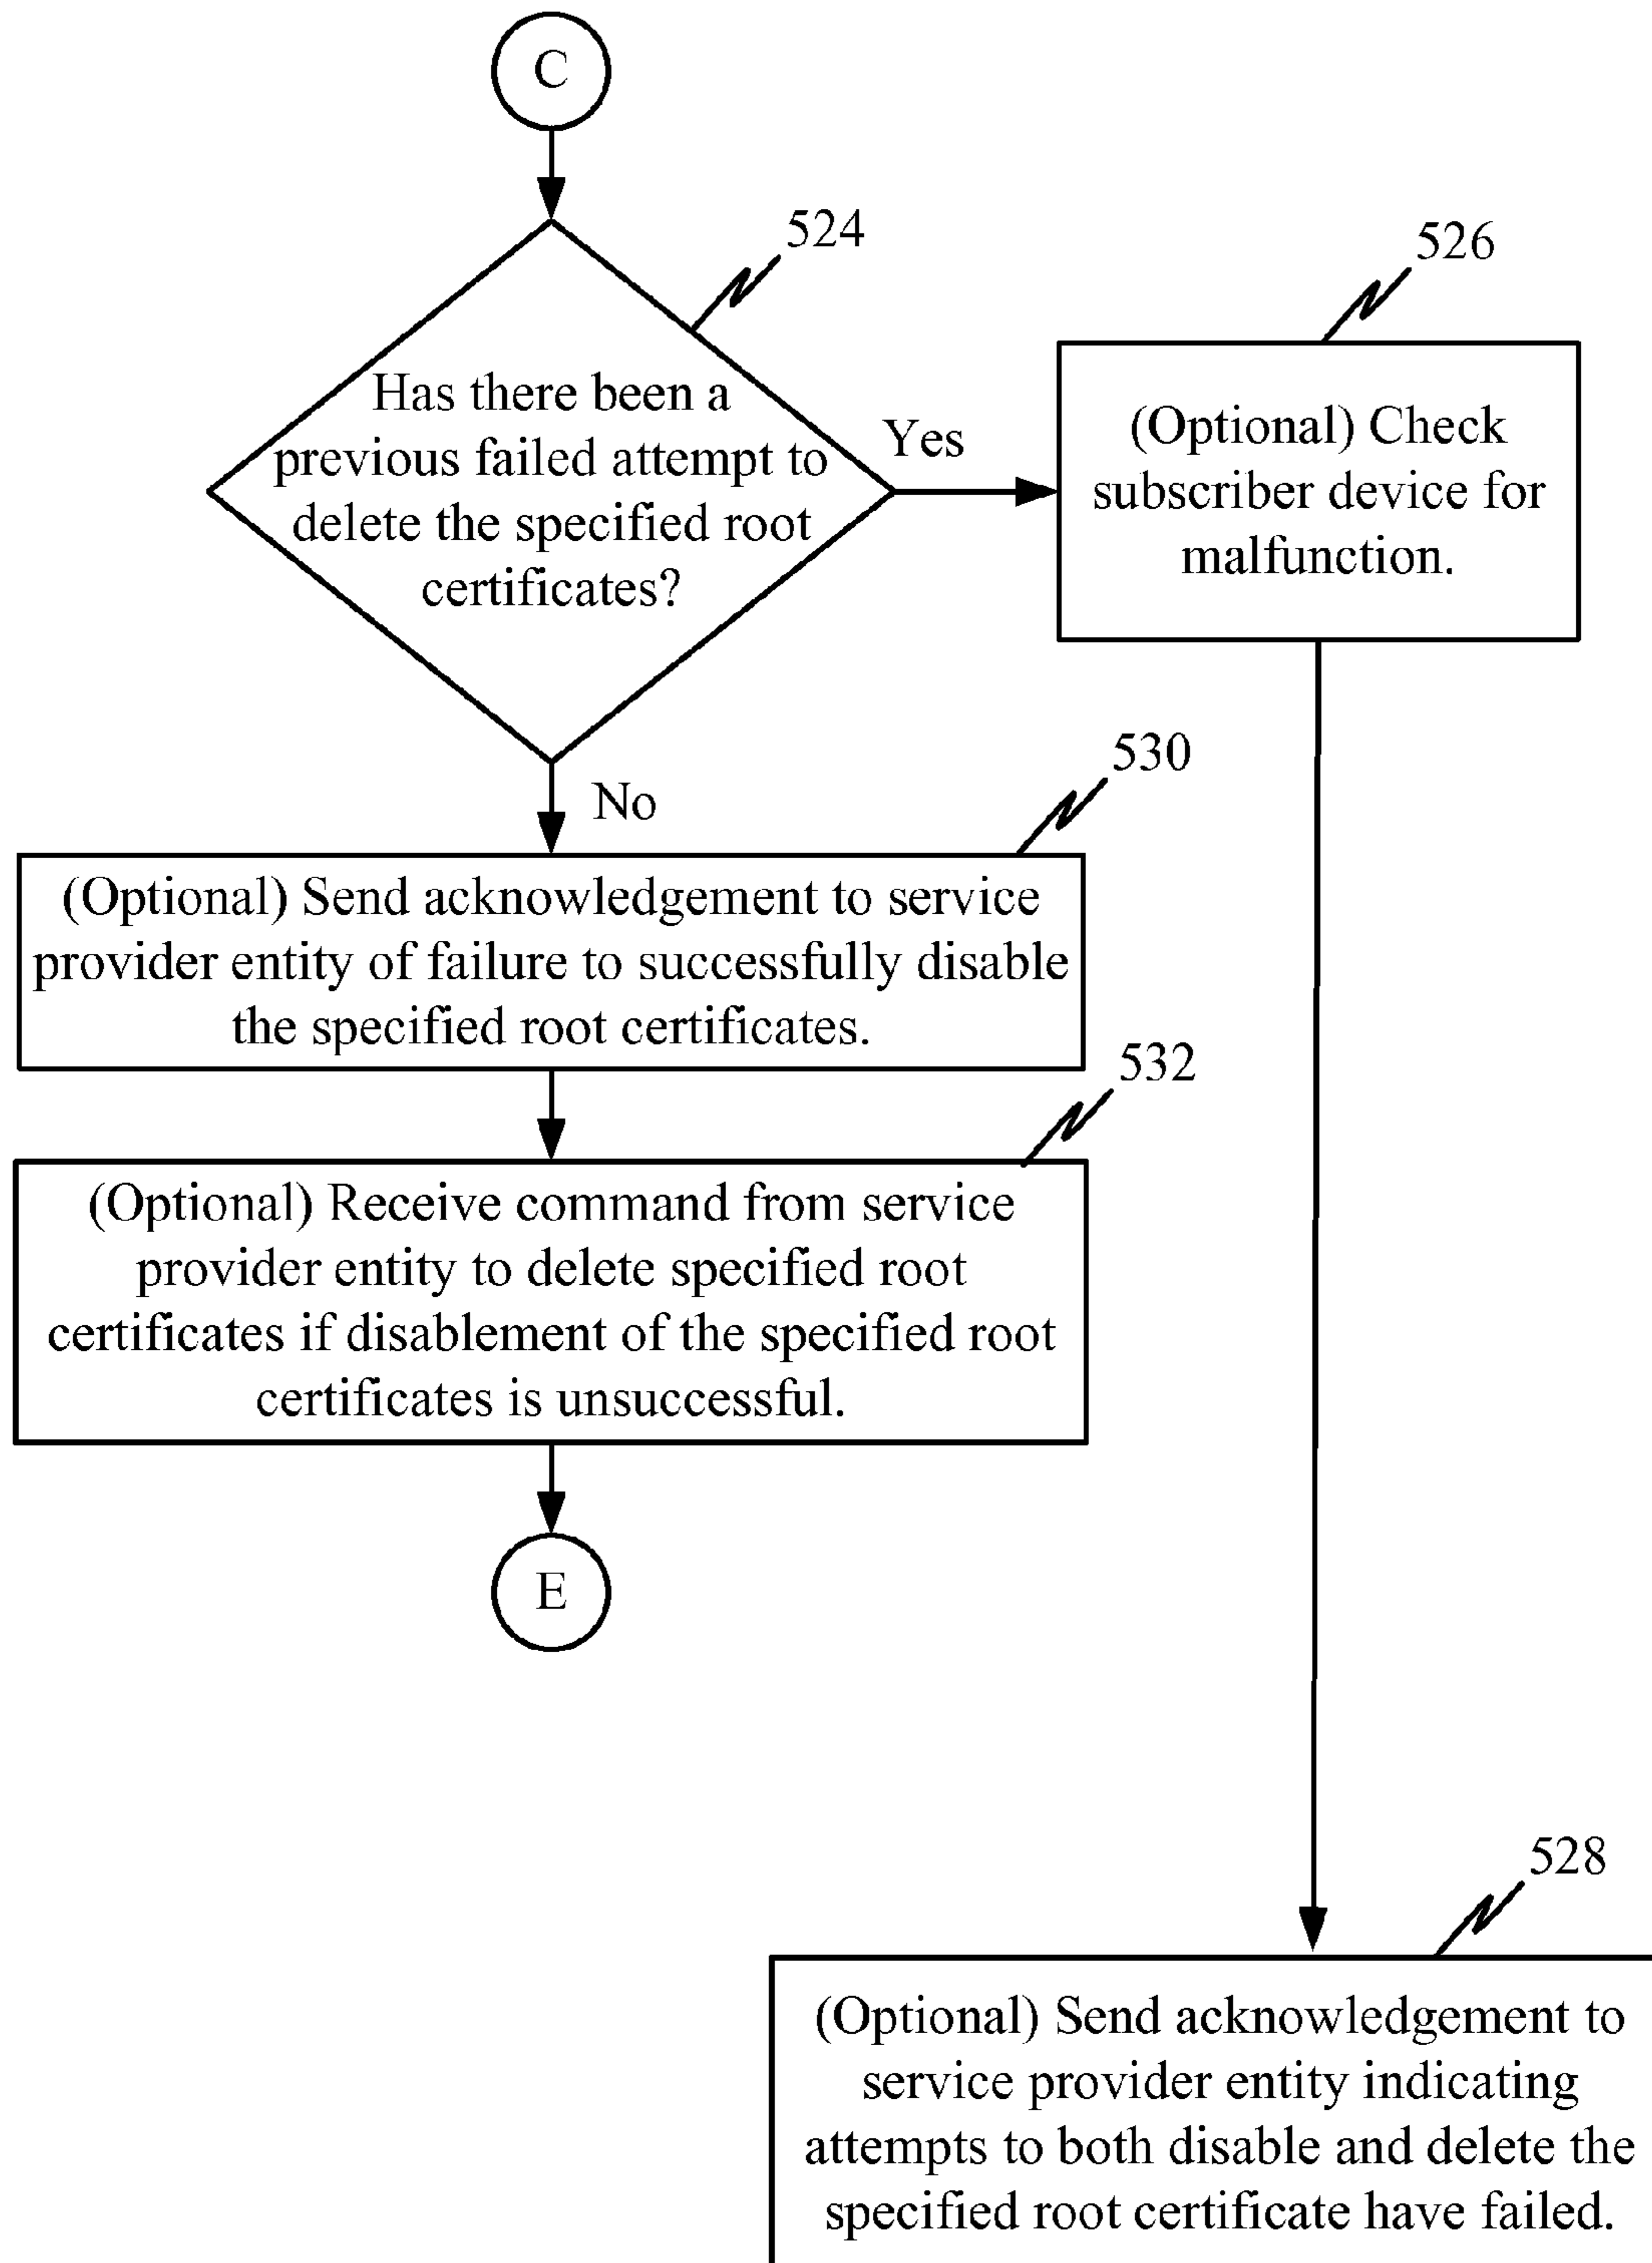 C
524
Has there been a
previous failed attempt to
delete the specified root
certificates?
Yes
526
(Optional) Check
subscriber device for
malfunction.
No
530
(Optional) Send acknowledgement to service
provider entity of failure to successfully disable
the specified root certificates.
532
(Optional) Receive command from service
provider entity to delete specified root
certificates if disablement of the specified root
certificates is unsuccessful.
E
528
(Optional) Send acknowledgement to
service provider entity indicating
attempts to both disable and delete the
specified root certificate have failed.